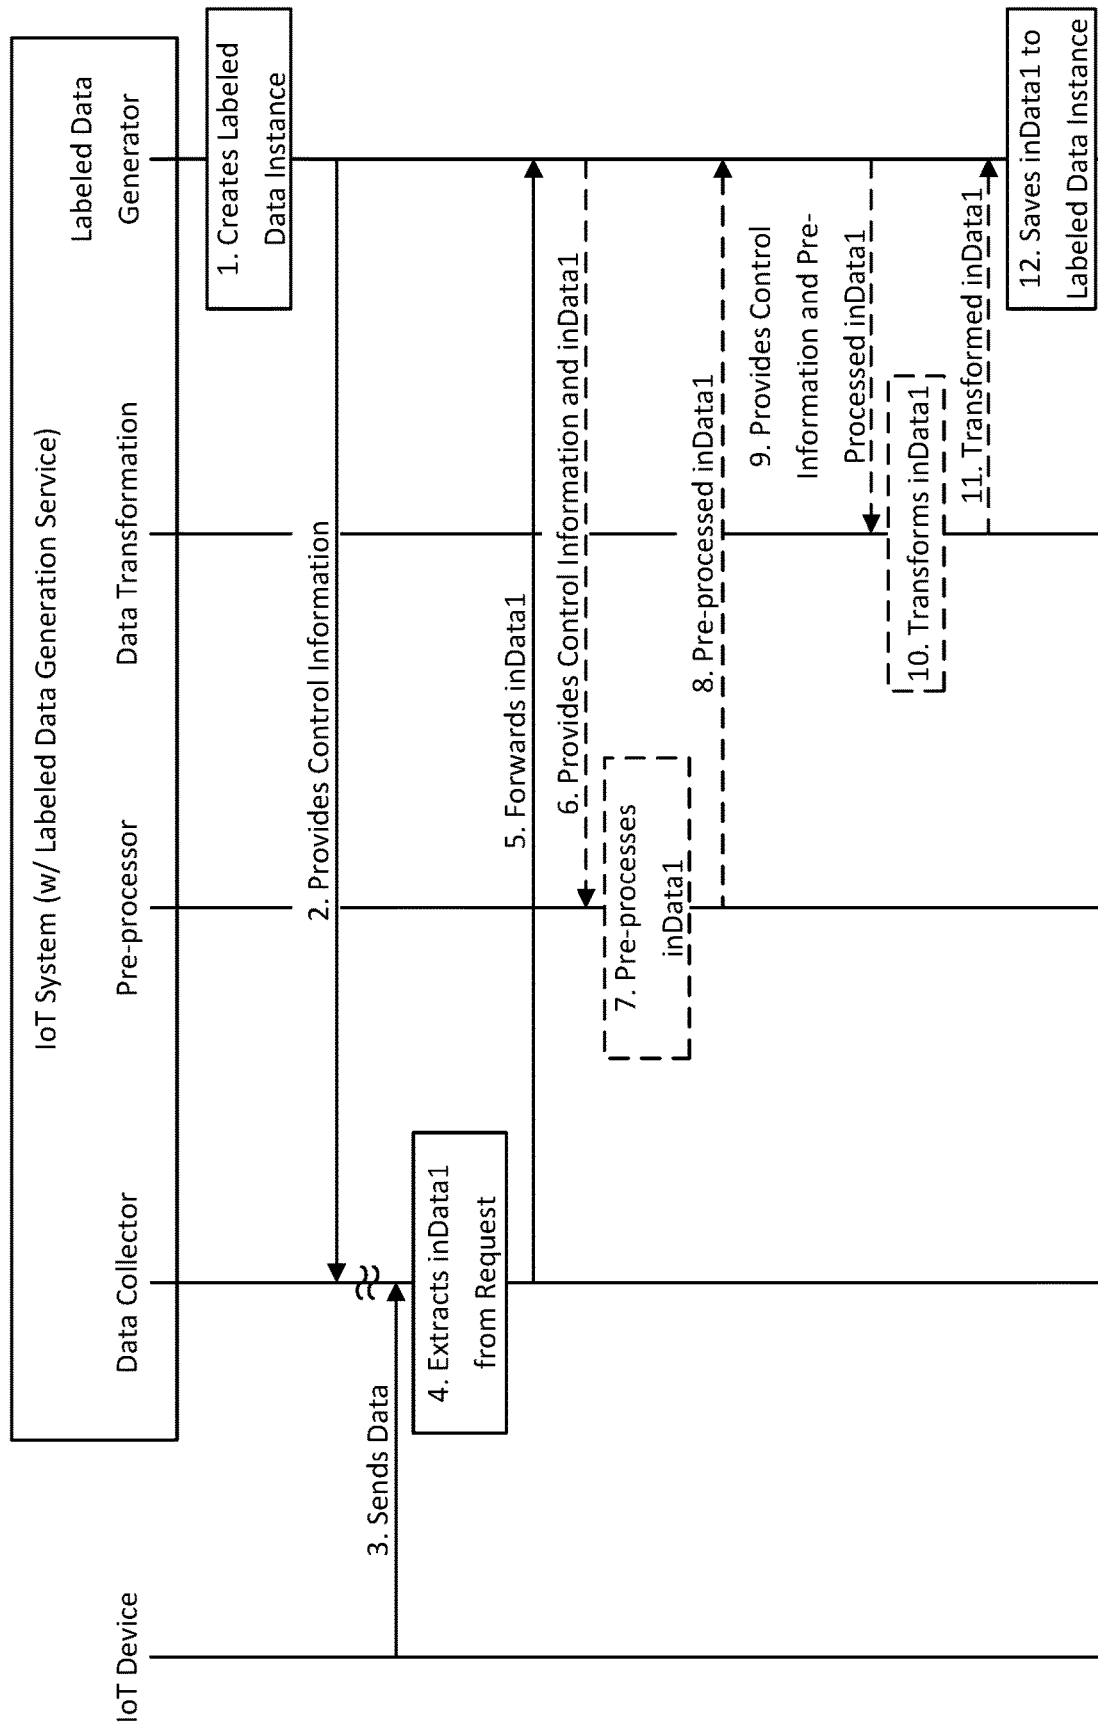 IoT System (w/ Labeled Data Generation Service)
IoT Device
Data Collector
Pre-processor
Data Transformation
Labeled Data
Generator
1. Creates Labeled
Data Instance
2. Provides Control Information
3. Sends Data
4. Extracts inData1
from Request
5. Forwards inData1
6. Provides Control Information and inData1
7. Pre-processes
inData1
8. Pre-processed inData1
9. Provides Control
Information and Pre-
Processed inData1
10. Transforms inData1
11. Transformed inData1
12. Saves inData1 to
Labeled Data Instance